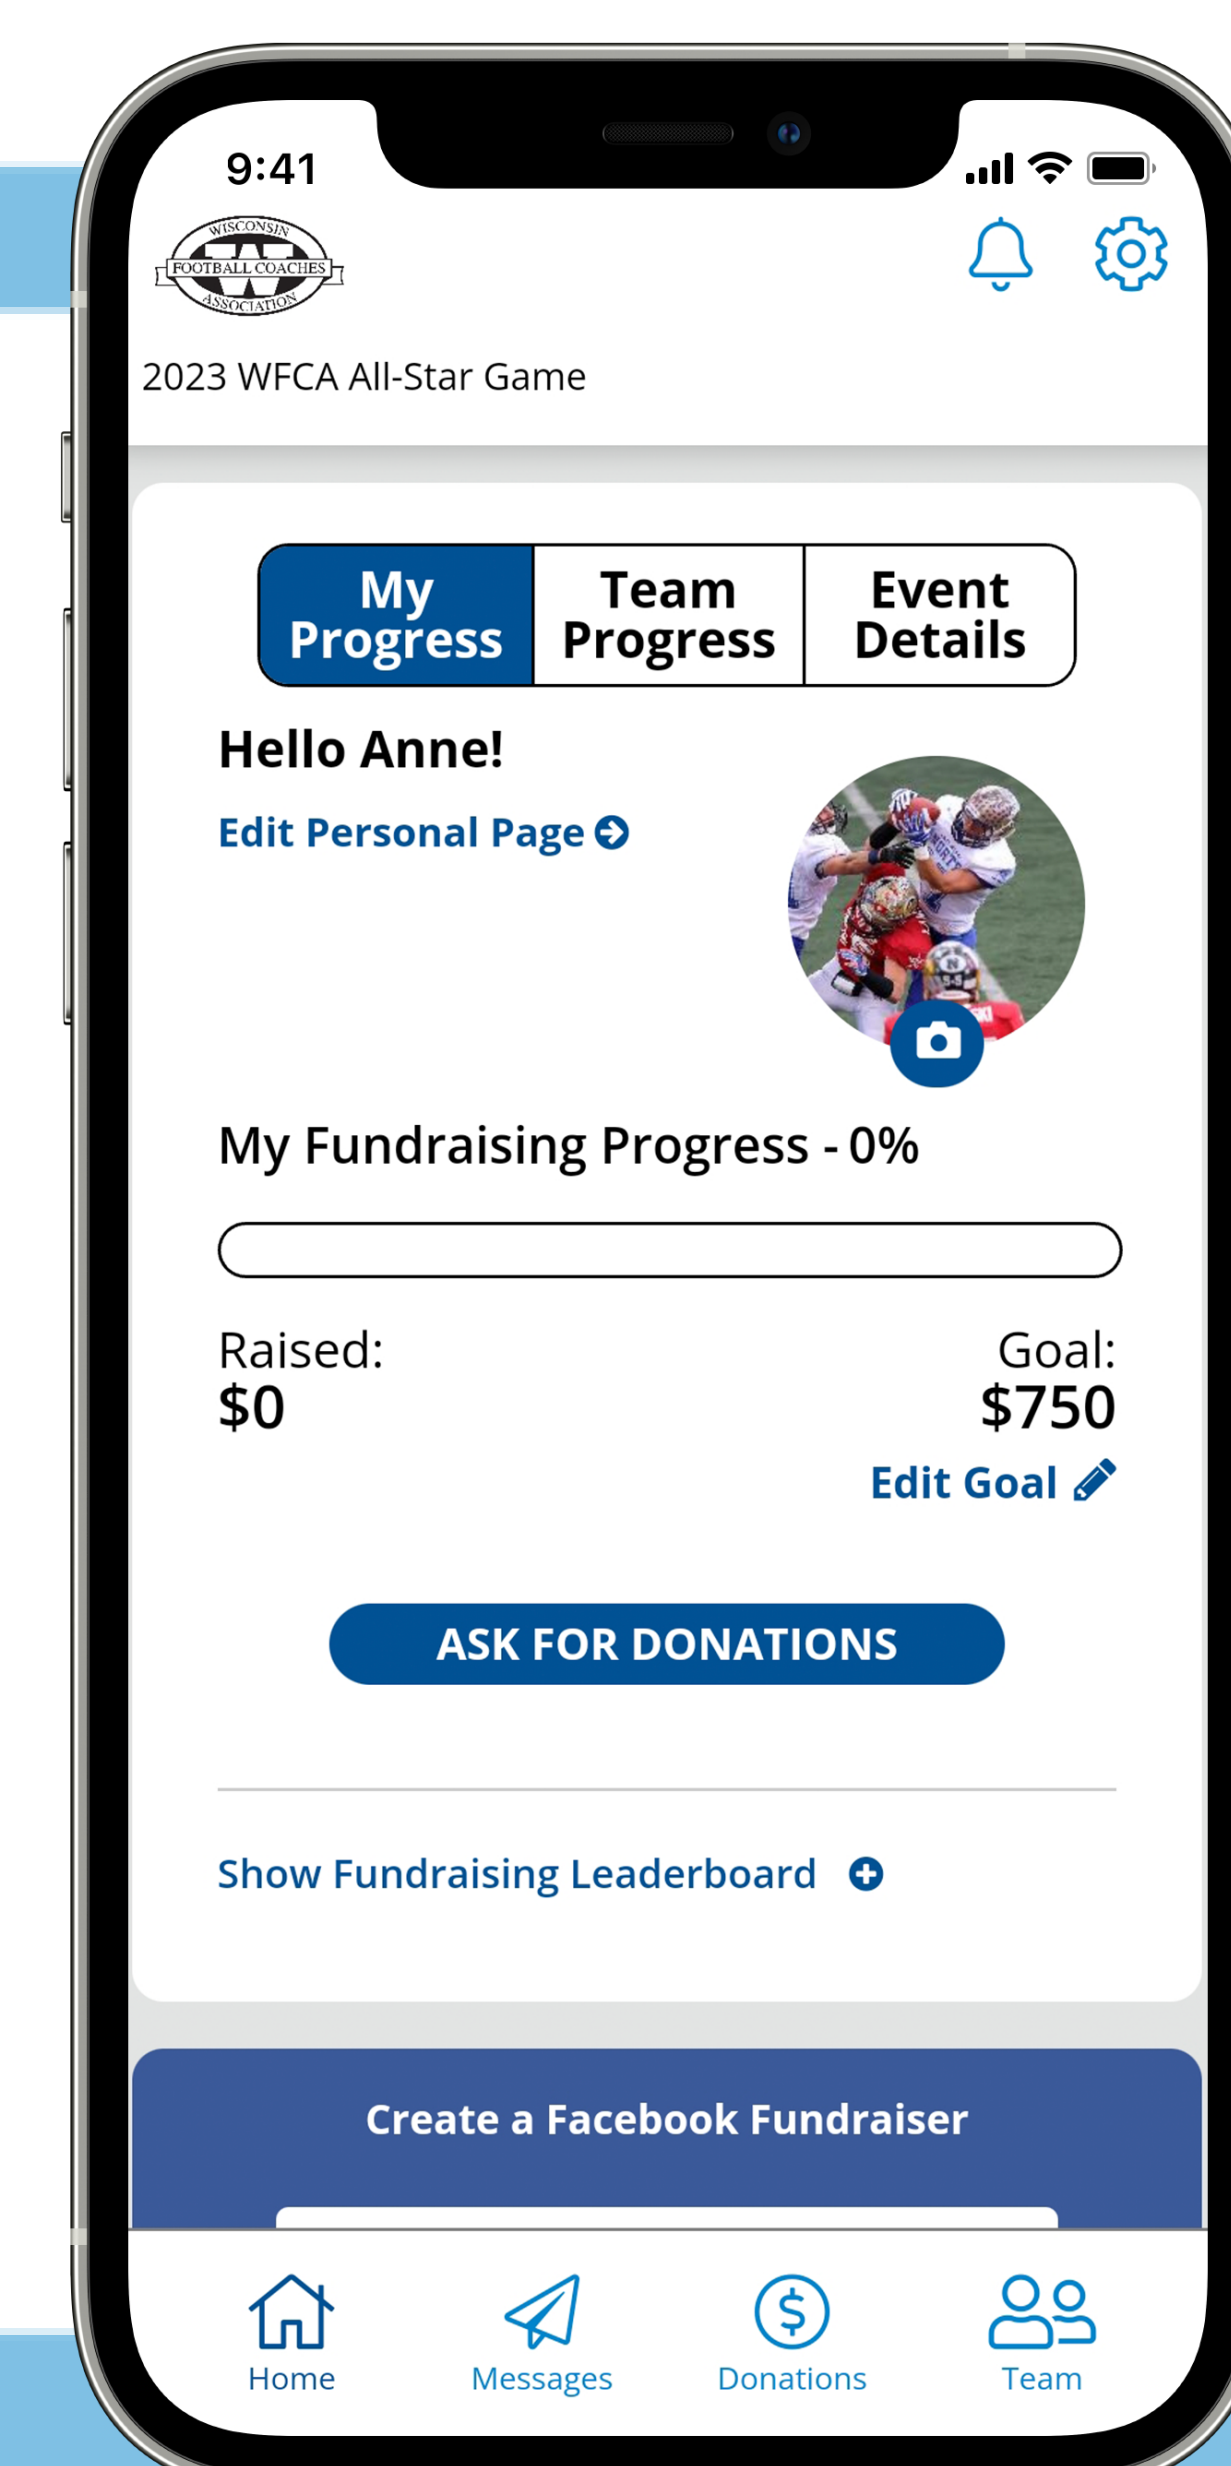 9:41
WISCONSIN
FOOTBALL COACHES
ASSOCIATION
2023 WFCA All-Star Game
My Progress
Team Progress
Event Details
Hello Anne!
Edit Personal Page
NORTH
N
SKI
My Fundraising Progress - 0%
Raised:
Goal:
$0
$750
Edit Goal
ASK FOR DONATIONS
Show Fundraising Leaderboard
Create a Facebook Fundraiser
Home
Messages
Donations
Team